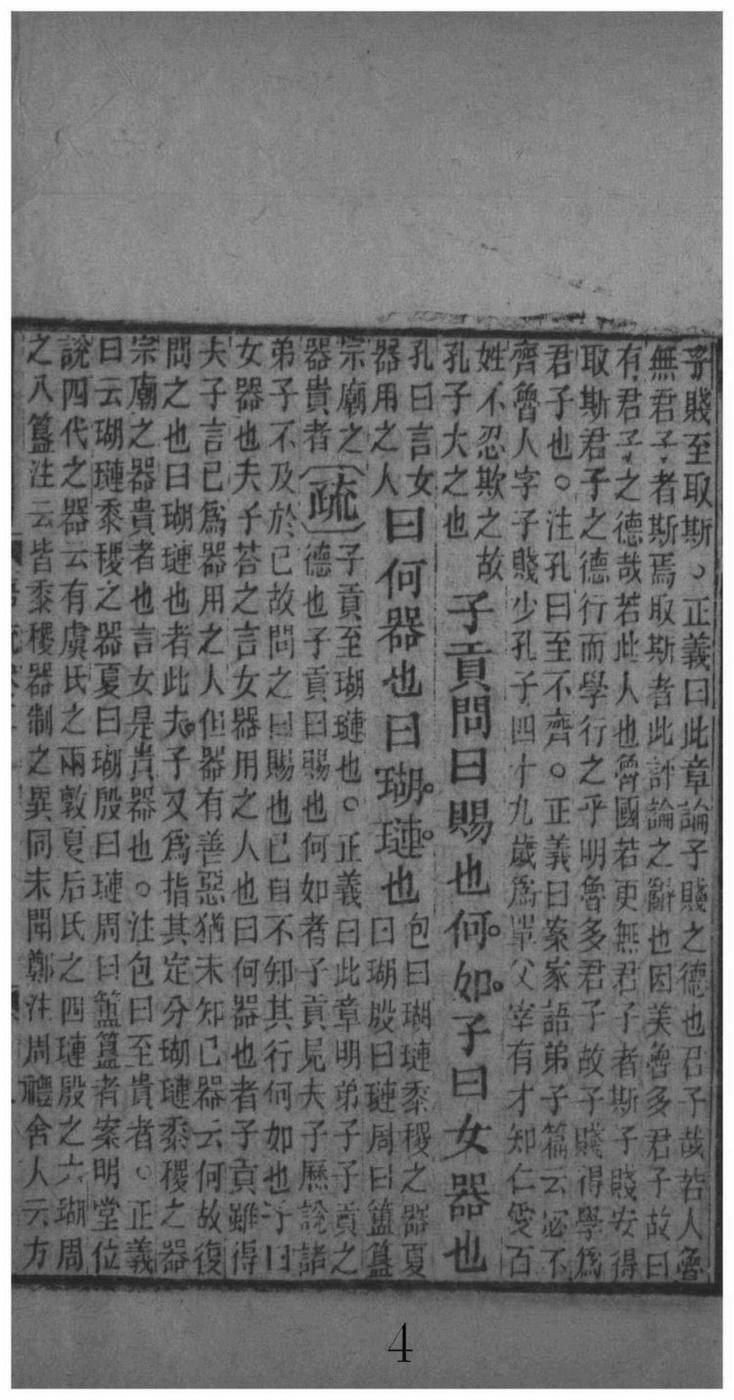 子賤至取斯。正義曰此章論子賤之德也君子哉若人魯
無君子者斯焉取斯者此評論之辭也因美魯多君子故曰
有君子之德哉若此人也魯國若更無君子者斯子賤安得
取斯君子之德行而學行之乎明魯多君子故子賤得學爲
君子也。注孔曰至不齊。正義曰案家語弟子篇云宓不
齊魯人字子賤少孔子四十九歲爲單父宰有才知仁愛百
姓不忍欺之故
孔子大之也
子貢問曰賜也何如子曰女器也
孔曰言女
器用之人
曰何器也曰瑚璉也
包曰瑚璉黍稷之器夏
曰瑚殷曰璉周曰簠簋
宗廟之
器貴者
疏
子貢至瑚璉也。正義曰此章明弟子子貢之
德也子貢曰賜也何如者子貢見夫子歷說諸
弟子不及於己故問之曰賜也己自不知其行何如也子曰
女器也夫子荅之言女器用之人也曰何器也者子貢雖得
夫子言己爲器用之人但器有善惡猶未知己器云何故復
問之也曰瑚璉也者此夫子又爲指其定分瑚璉黍稷之器
宗廟之器貴者也言女是貴器也。注包曰至貴者。正義
曰云瑚璉黍稷之器夏曰瑚殷曰璉周曰簠簋者案明堂位
說四代之器云有虞氏之兩敦夏后氏之四璉殷之六瑚周
之八簋注云皆黍稷器制之異同未聞鄭注周禮舍人云方
4